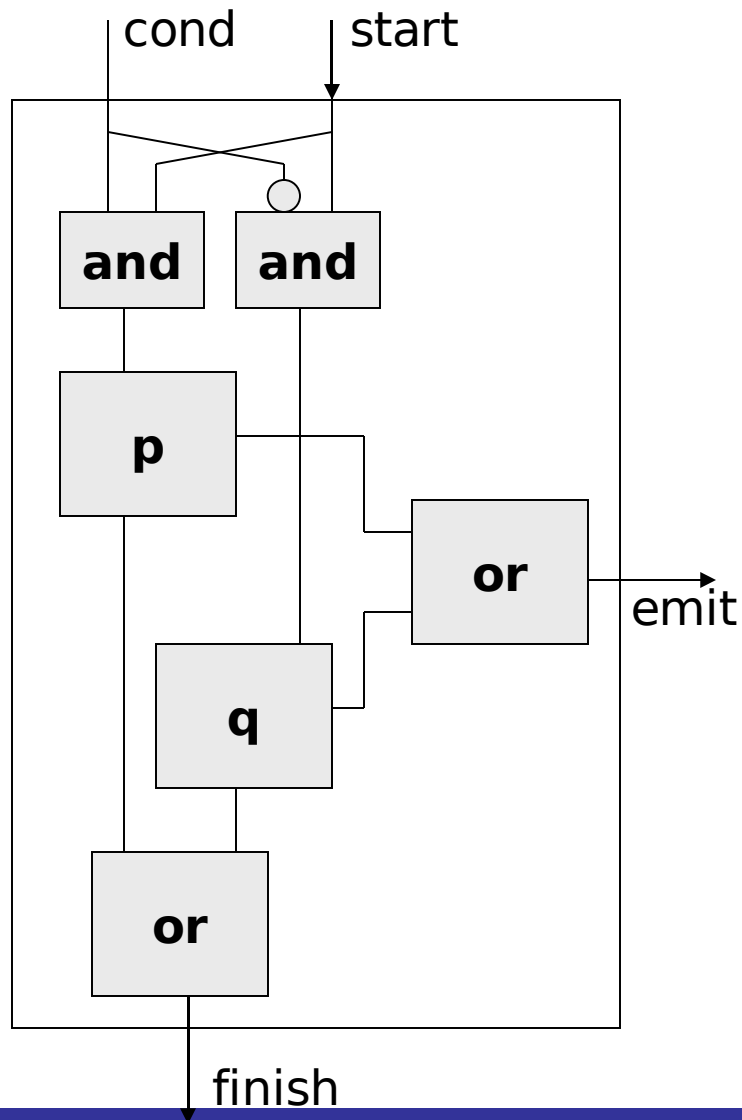 cond
start
and
and
p
or
emit
q
or
finish